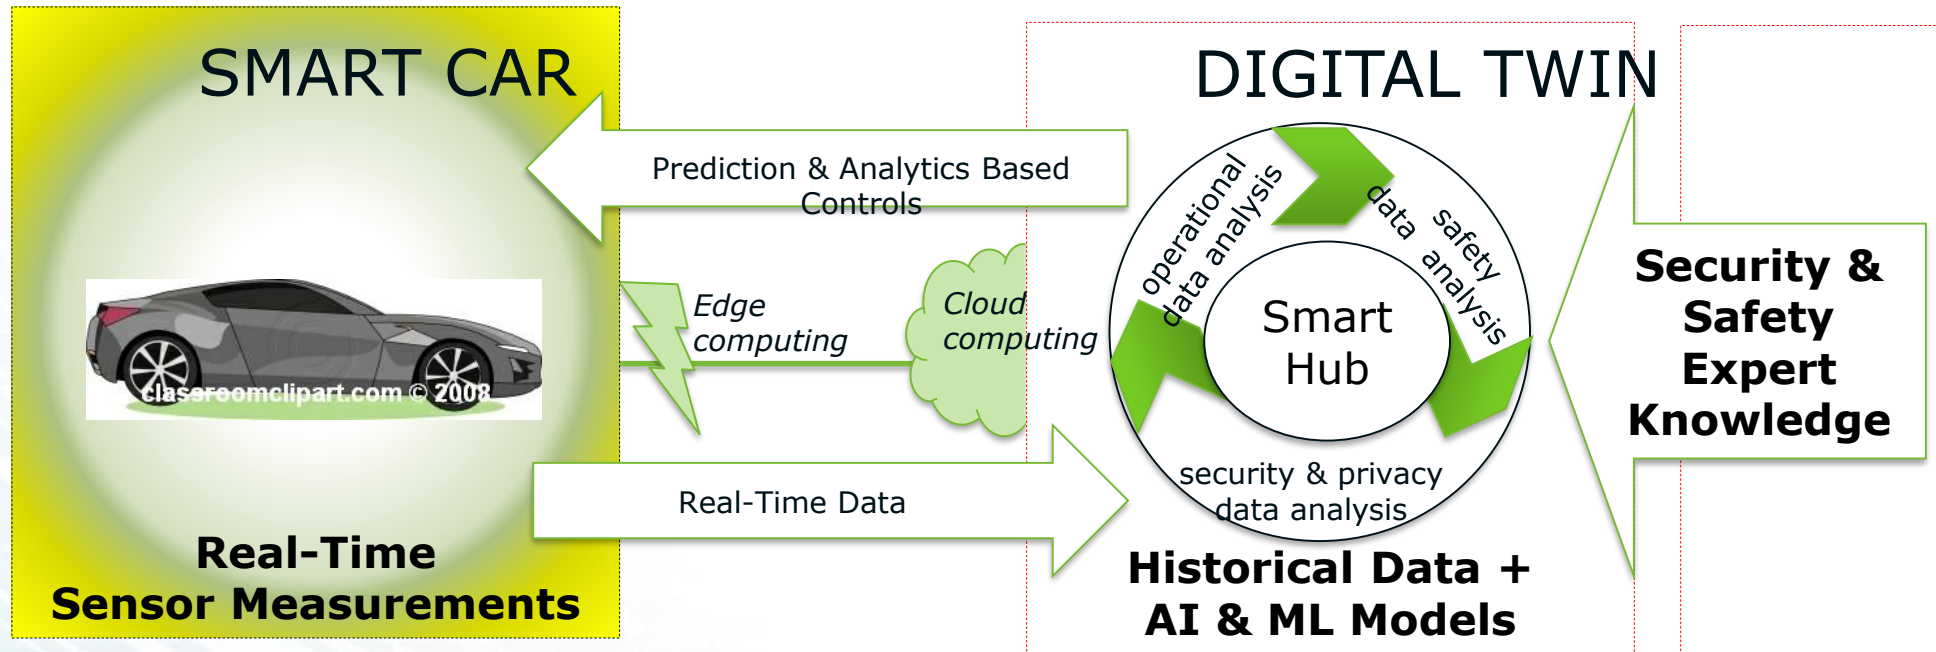 SMART CAR
DIGITAL TWIN
Prediction & Analytics Based
Controls
Edge
computing
Cloud
computing
operational
data analysis
safety
data analysis
Smart
Hub
security & privacy
data analysis
Security &
Safety
Expert
Knowledge
classroomclipart.com © 2008
Real-Time Data
Real-Time
Sensor Measurements
Historical Data +
AI & ML Models